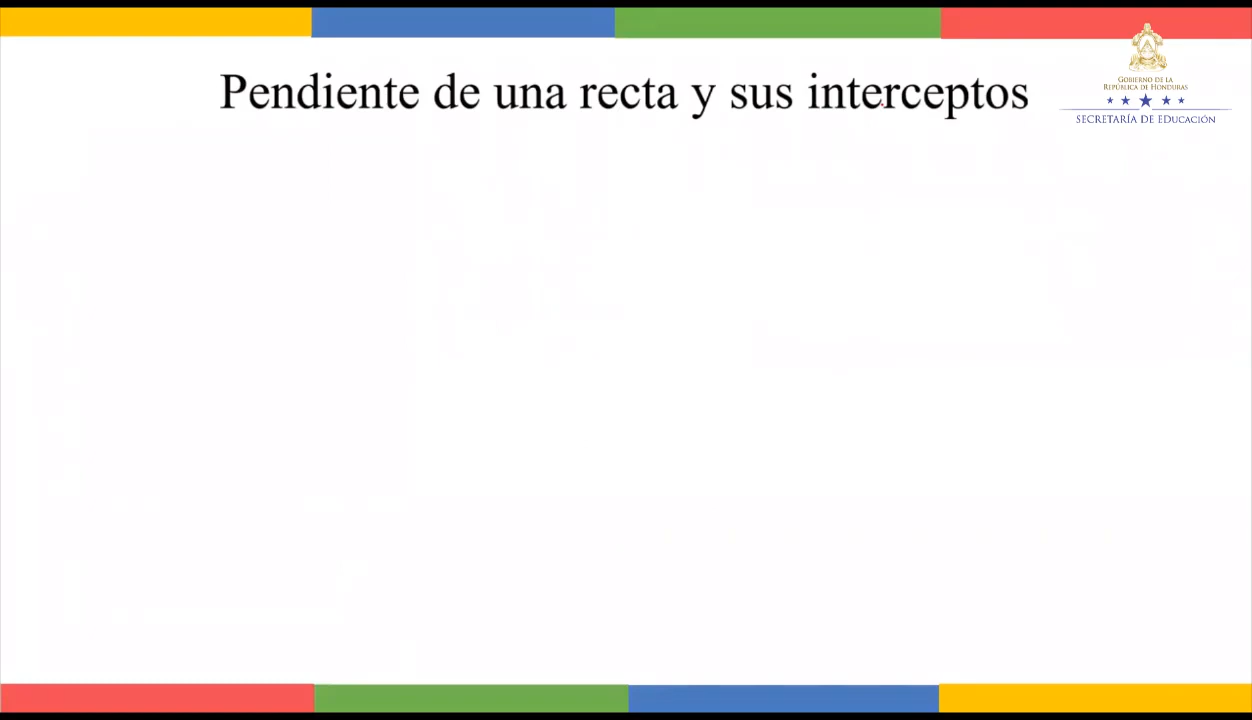 Pendiente de una recta y sus interceptos
GOBIERNO DE LA
REPÚBLICA DE HONDURAS
SECRETARÍA DE EDUCACIÓN